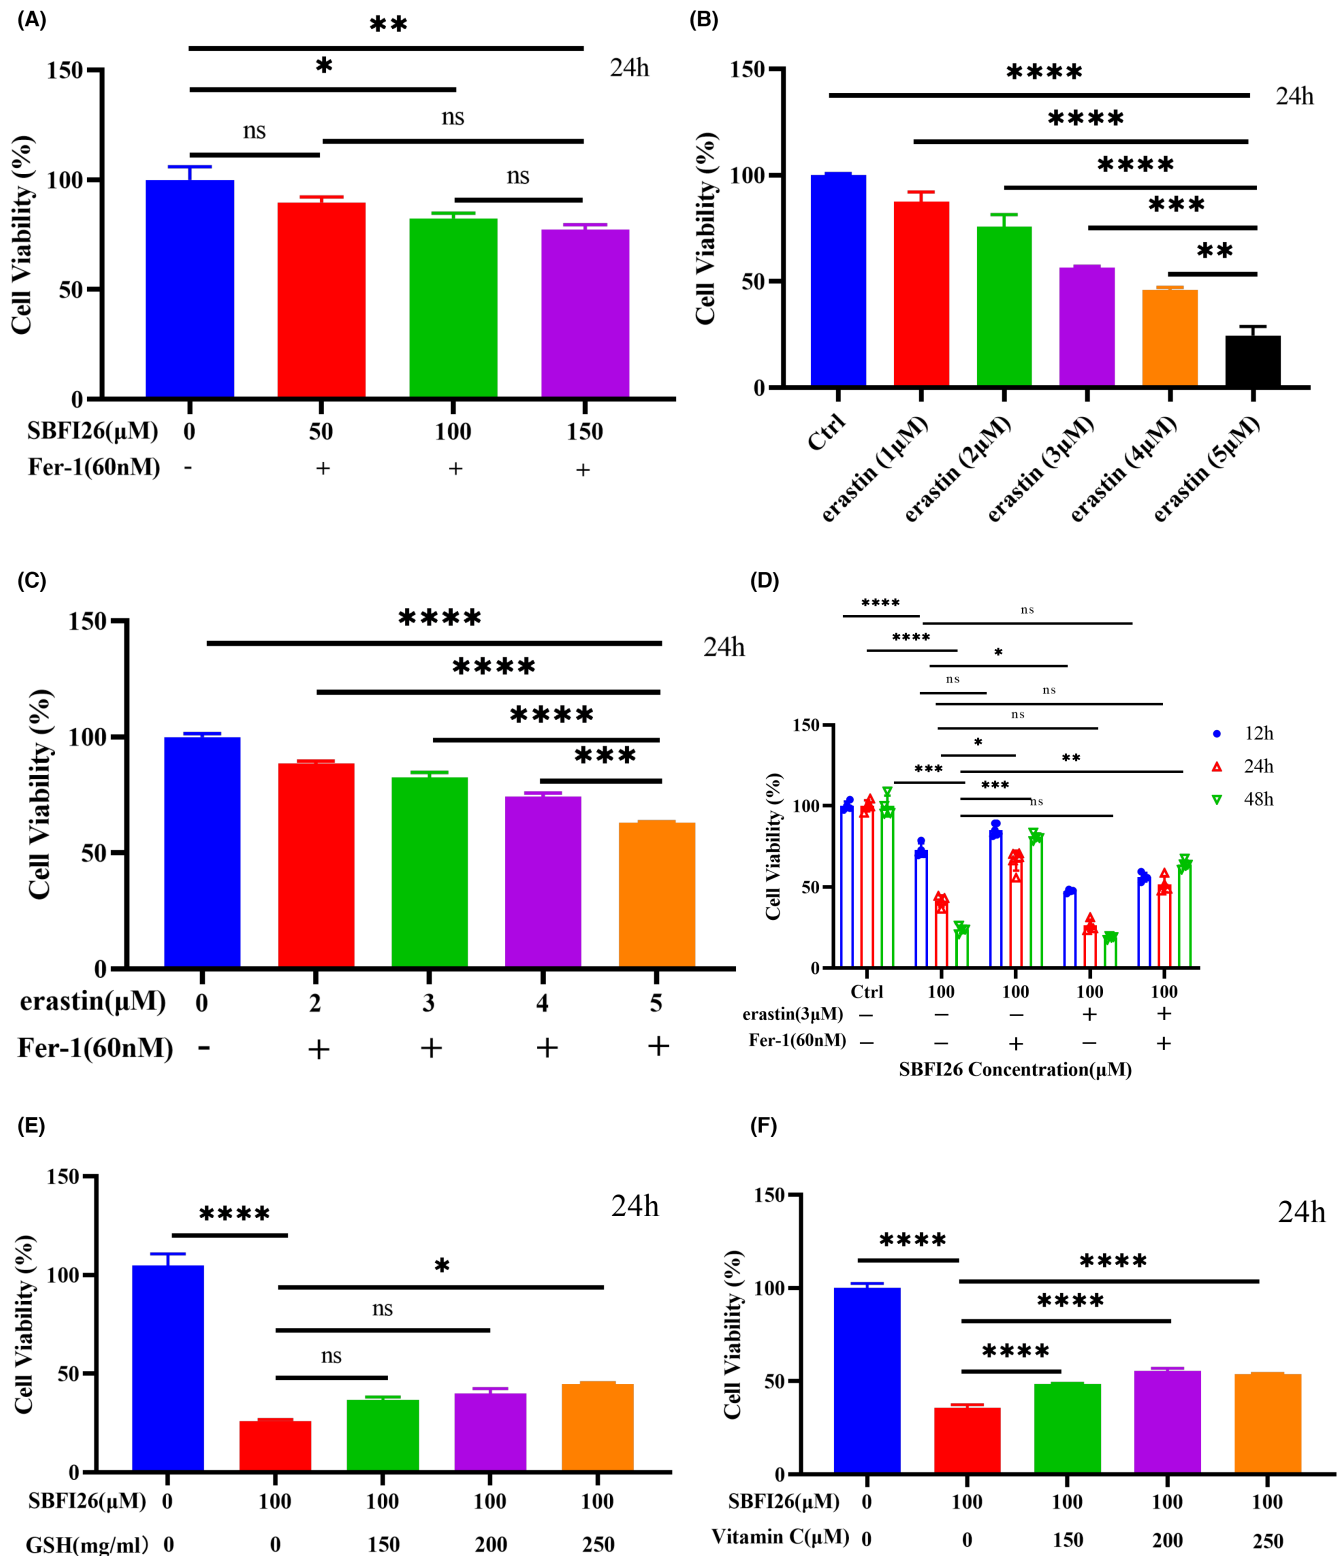 (A)
**
24h
*
ns
ns
ns
150
100
50
0
Cell Viability (%)
SBFI26(μM) 0 50 100 150
Fer-1(60nM) - + + +
(B)
****
24h
****
****
***
**
150
100
50
0
Cell Viability (%)
Ctrl
erastin (1μM)
erastin (2μM)
erastin (3μM)
erastin (4μM)
erastin (5μM)
(C)
****
24h
****
****
***
150
100
50
0
Cell Viability (%)
erastin(μM) 0 2 3 4 5
Fer-1(60nM) - + + + +
(D)
****
ns
****
*
ns
ns
ns
*
**
***
***
ns
12h
24h
48h
150
100
50
0
Cell Viability (%)
Ctrl 100 100 100 100
erastin(3μM) − − − + +
Fer-1(60nM) − − + − +
SBFI26 Concentration(μM)
(E)
24h
****
*
ns
ns
150
100
50
0
Cell Viability (%)
SBFI26(μM) 0 100 100 100 100
GSH(mg/ml) 0 0 150 200 250
(F)
24h
****
****
****
****
150
100
50
0
Cell Viability (%)
SBFI26(μM) 0 100 100 100 100
Vitamin C(μM) 0 0 150 200 250